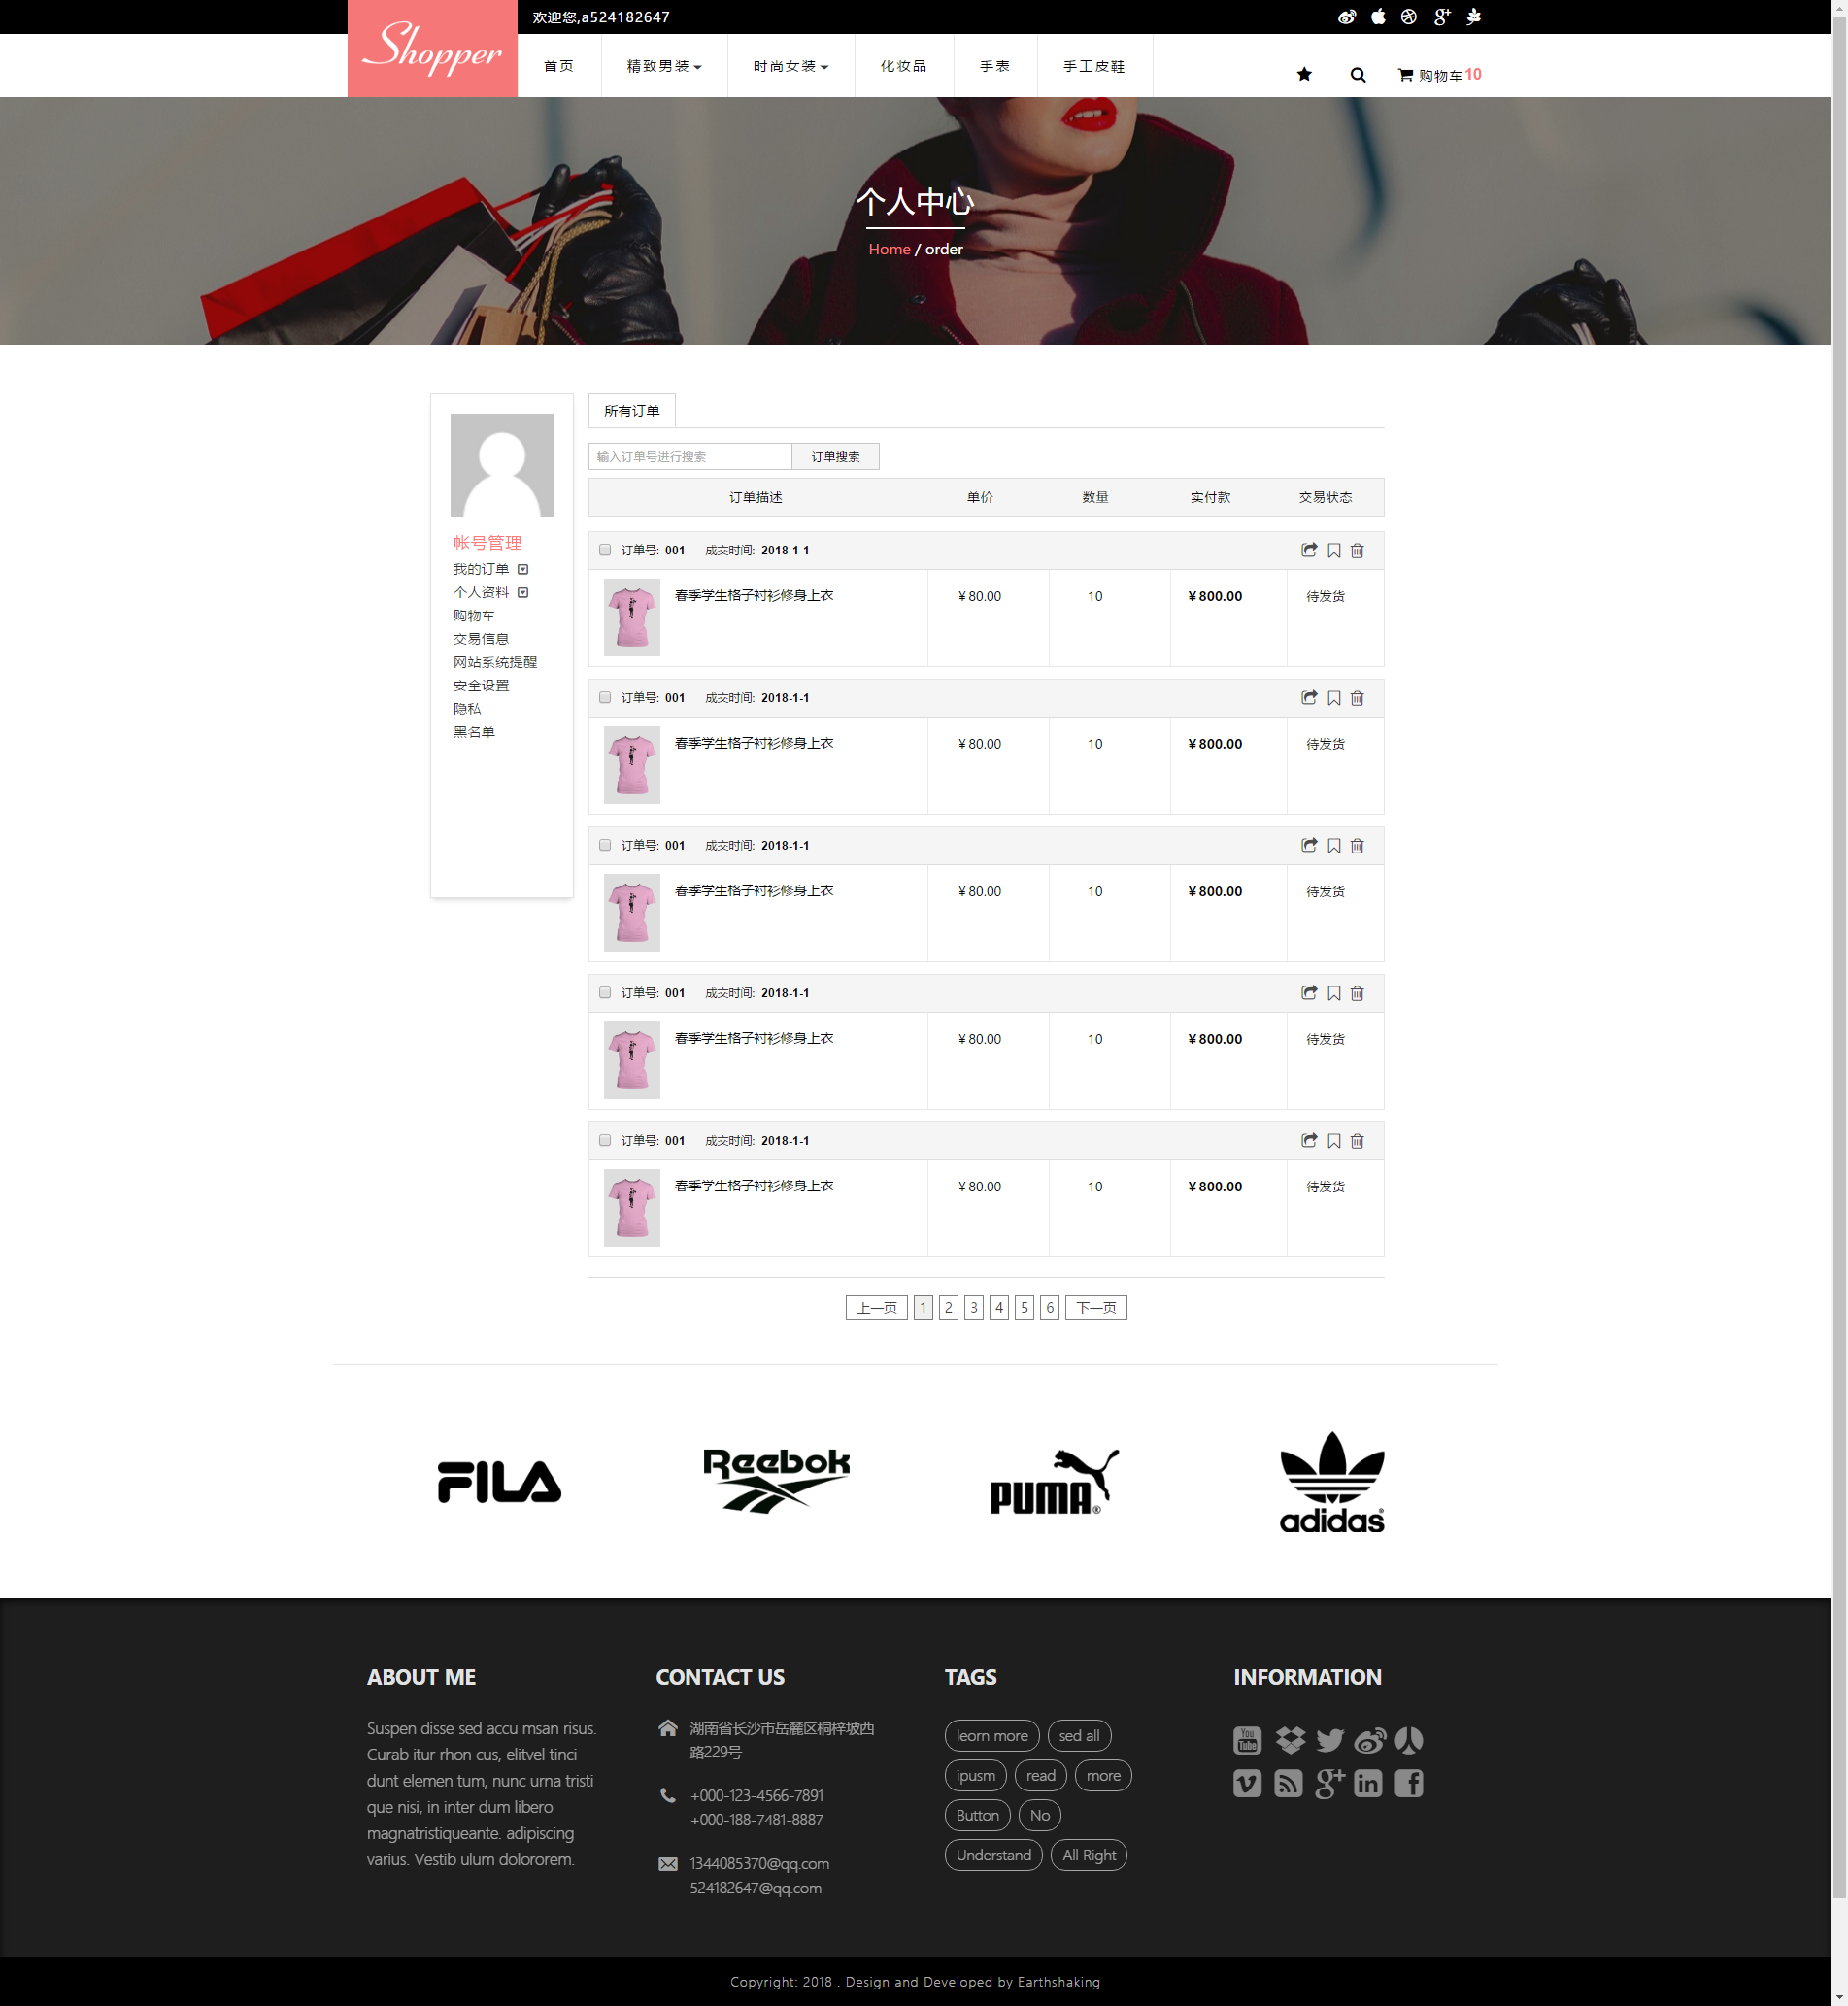 Shopper
欢迎您,a524182647
首页 精致男装 时尚女装 化妆品 手表 手工皮鞋
购物车10
个人中心
Home / order
帐号管理
我的订单
个人资料
购物车
交易信息
网站系统提醒
安全设置
隐私
黑名单
所有订单
输入订单号进行搜索 订单搜索
订单描述 单价 数量 实付款 交易状态
订单号: 001 成交时间: 2018-1-1
春季学生格子衬衫修身上衣 ¥80.00 10 ¥800.00 待发货
订单号: 001 成交时间: 2018-1-1
春季学生格子衬衫修身上衣 ¥80.00 10 ¥800.00 待发货
订单号: 001 成交时间: 2018-1-1
春季学生格子衬衫修身上衣 ¥80.00 10 ¥800.00 待发货
订单号: 001 成交时间: 2018-1-1
春季学生格子衬衫修身上衣 ¥80.00 10 ¥800.00 待发货
订单号: 001 成交时间: 2018-1-1
春季学生格子衬衫修身上衣 ¥80.00 10 ¥800.00 待发货
上一页 1 2 3 4 5 6 下一页
FILA
Reebok
PUMA®
adidas®
ABOUT ME
Suspen disse sed accu msan risus.
Curab itur rhon cus, elitvel tinci
dunt elemen tum, nunc urna tristi
que nisi, in inter dum libero
magnatristiqueante. adipiscing
varius. Vestib ulum dolororem.
CONTACT US
湖南省长沙市岳麓区桐梓坡西
路229号
+000-123-4566-7891
+000-188-7481-8887
1344085370@qq.com
524182647@qq.com
TAGS
leorn more sed all
ipusm read more
Button No
Understand All Right
INFORMATION
You
Tube
Copyright: 2018 . Design and Developed by Earthshaking